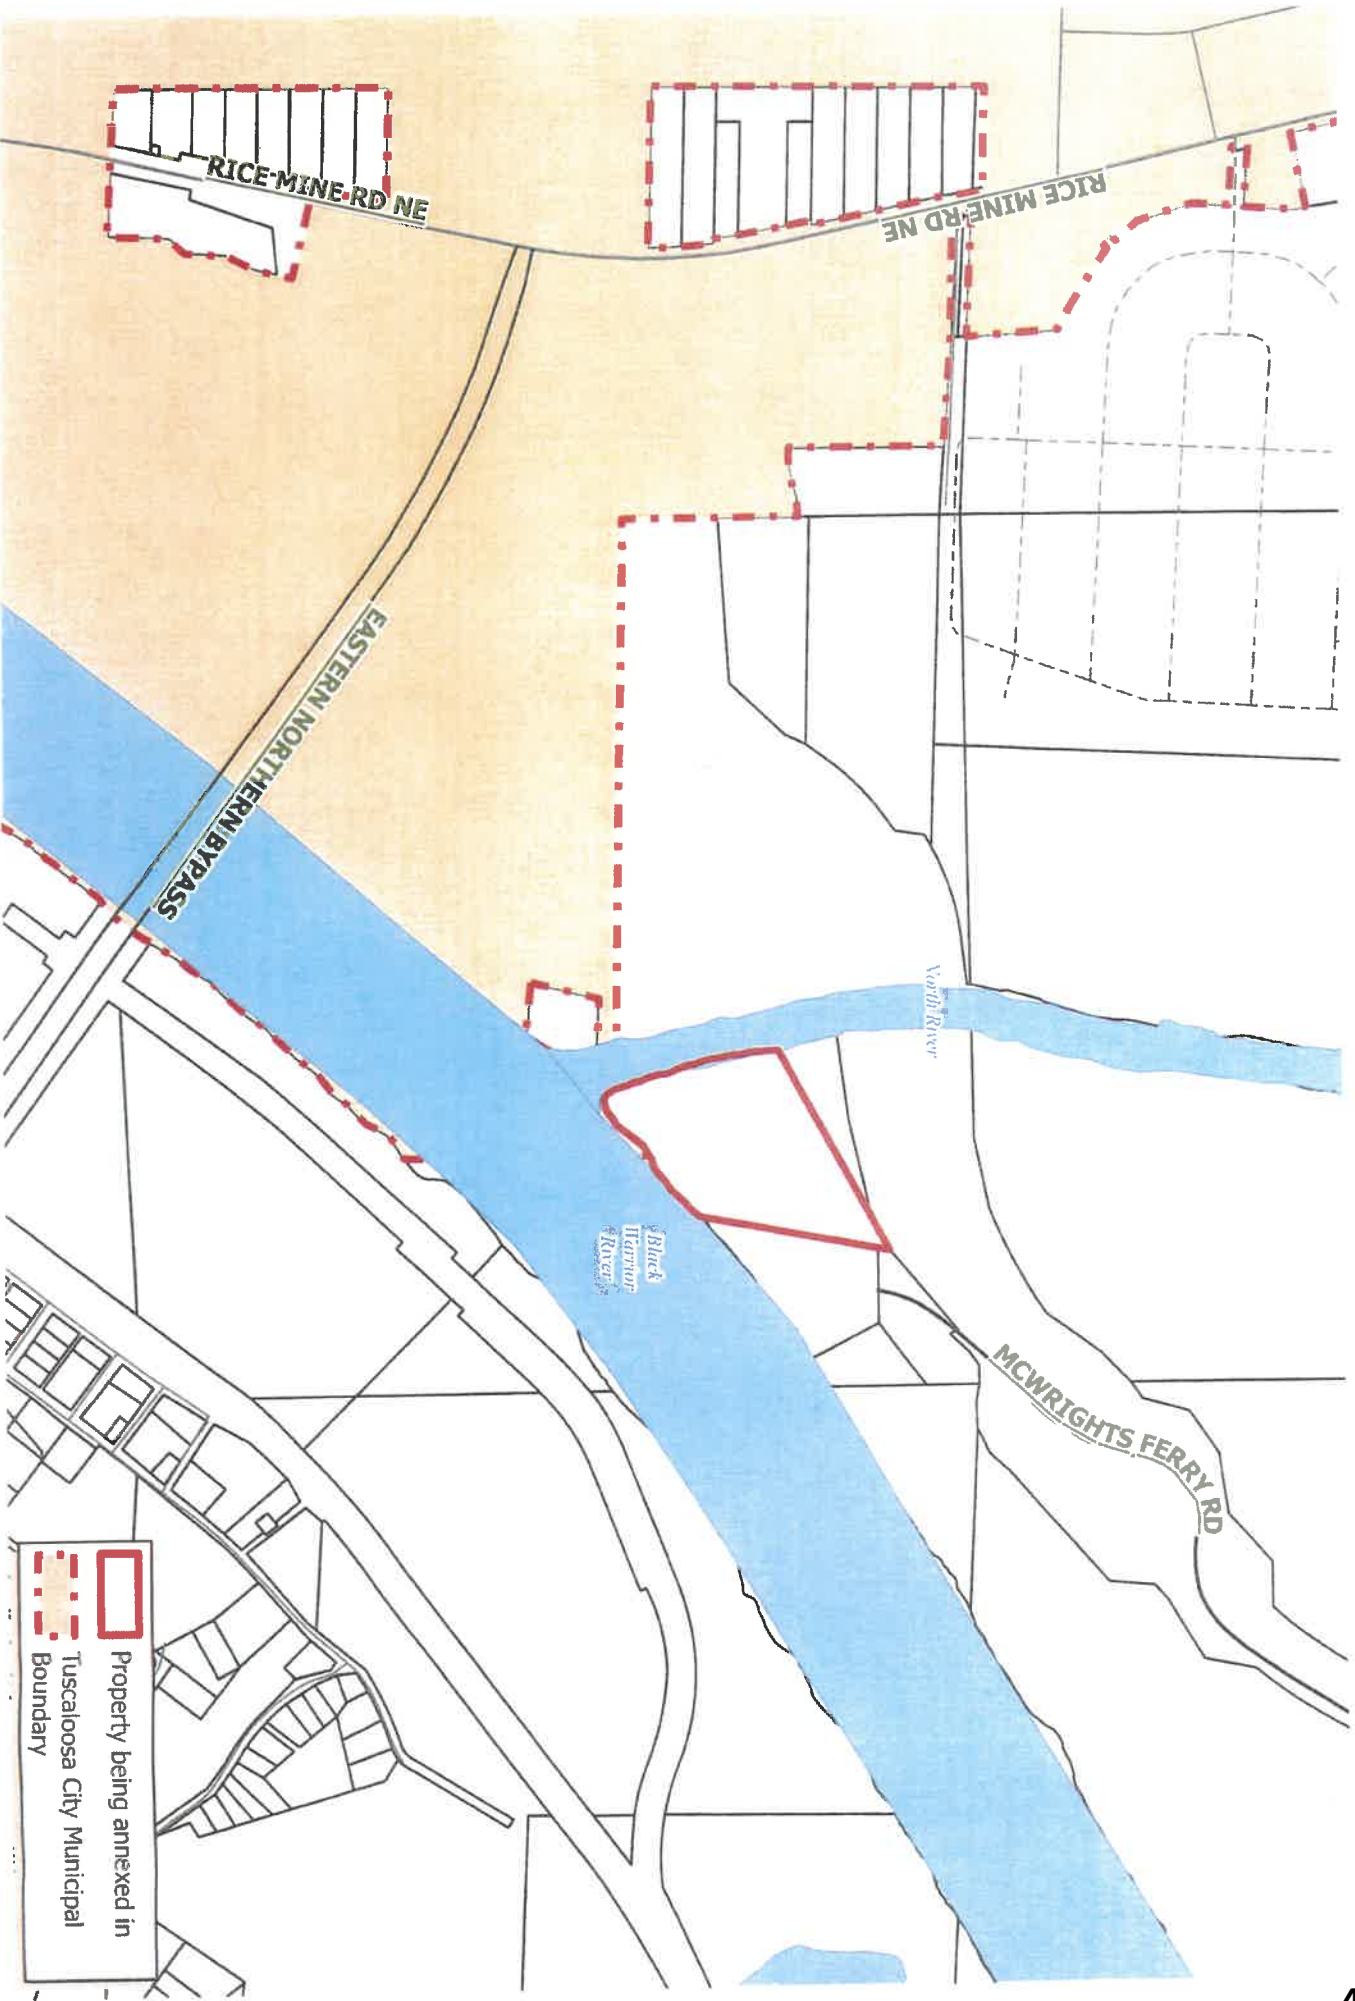 RICE MINE RD NE
RICE MINE RD NE
EASTERN NORTHERN BYPASS
North River
Black
Warrior
River
MCWRIGHTS FERRY RD
Property being annexed in
Tuscaloosa City Municipal
Boundary